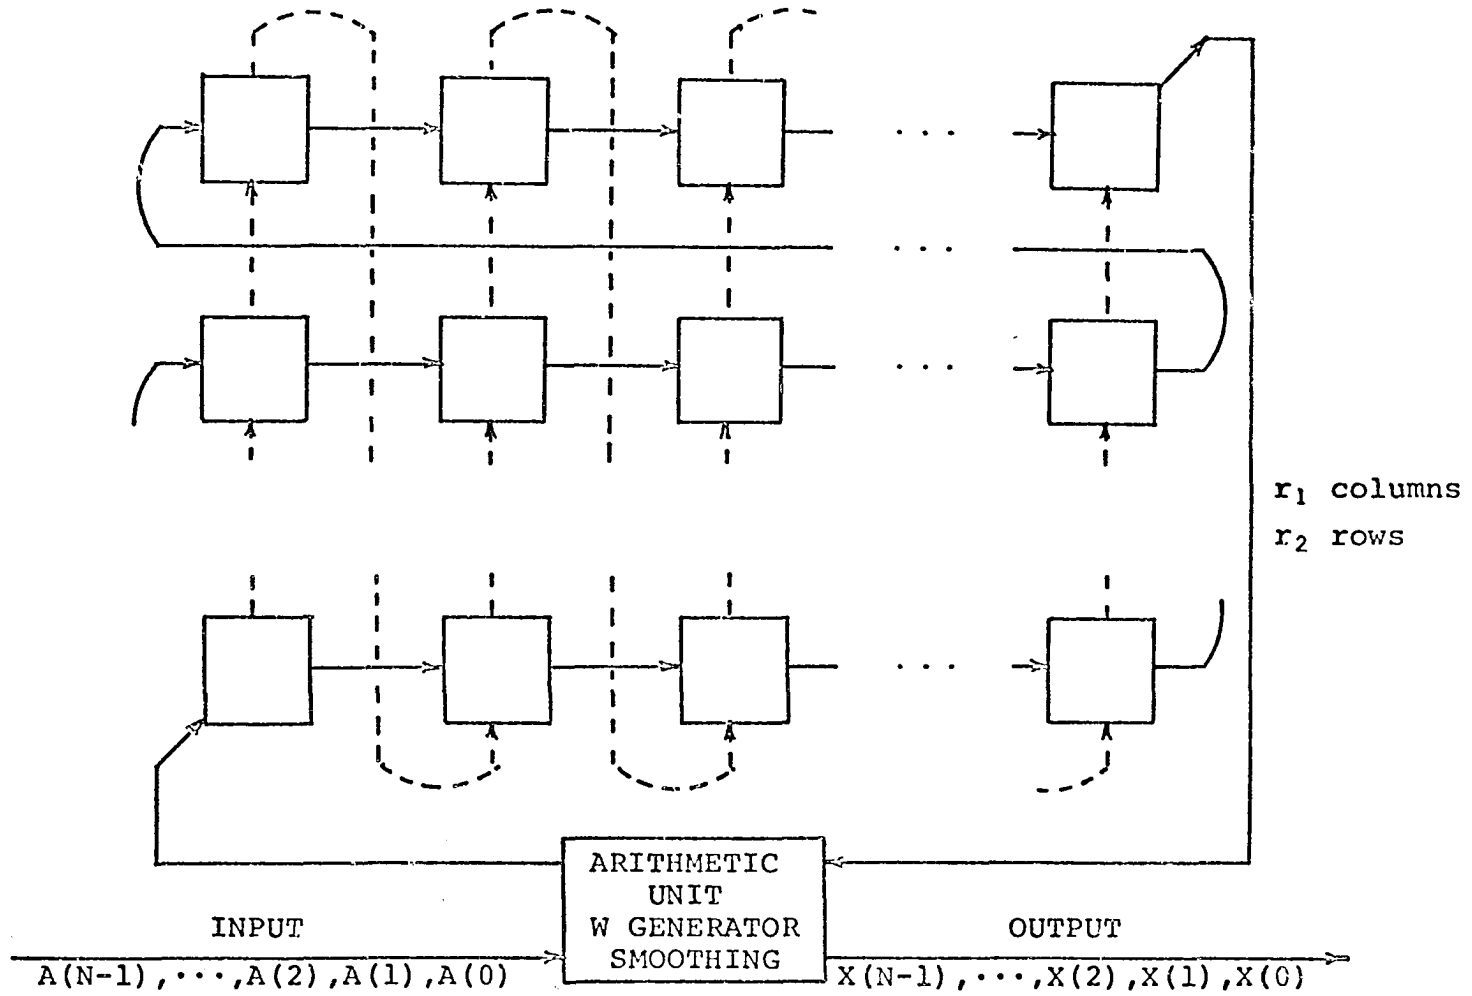 r₁ columns
r₂ rows
ARITHMETIC
UNIT
W GENERATOR
SMOOTHING
INPUT
A(N-1),···,A(2),A(1),A(0)
OUTPUT
X(N-1),···,X(2),X(1),X(0)